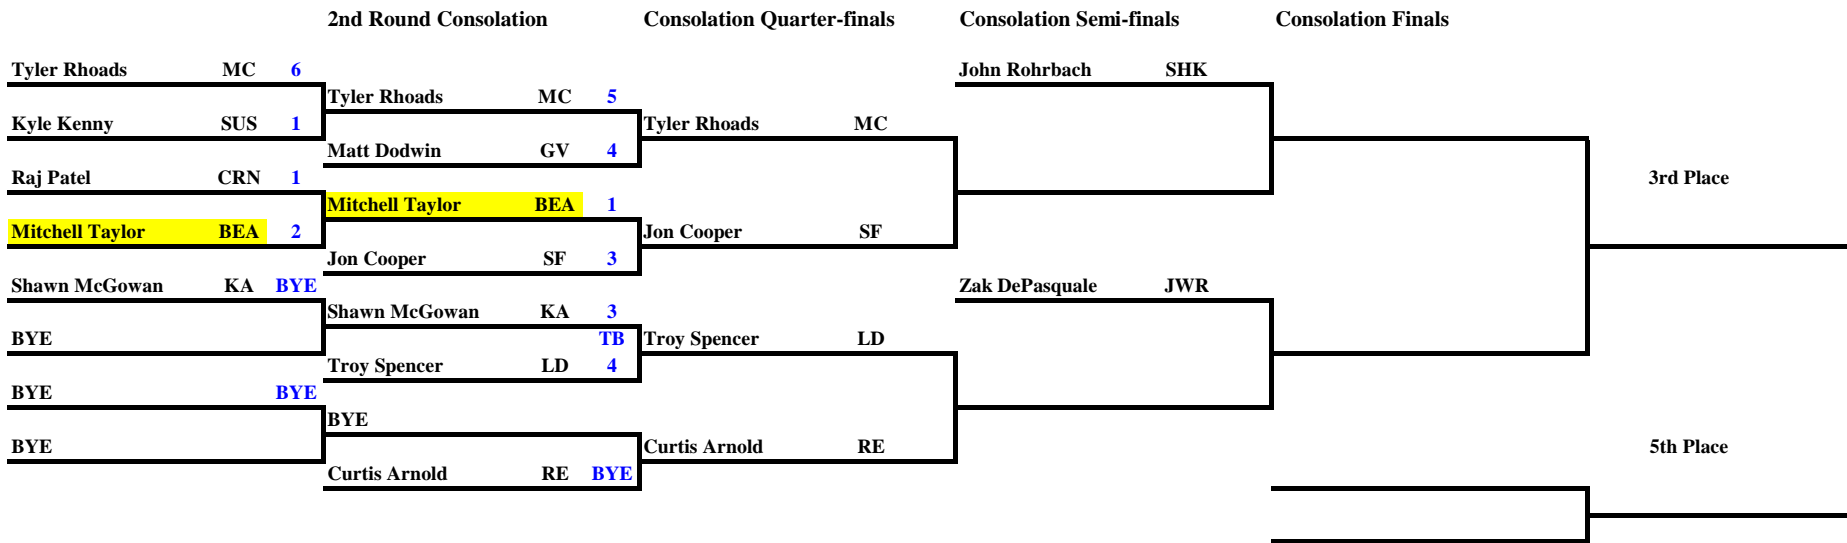 2nd Round Consolation Consolation Quarter-finals Consolation Semi-finals Consolation Finals
Tyler Rhoads MC 6 John Rohrbach SHK
Tyler Rhoads MC 5
Kyle Kenny SUS 1 Tyler Rhoads MC
Matt Dodwin GV 4
Raj Patel CRN 1 3rd Place
Mitchell Taylor BEA 1
Mitchell Taylor BEA 2 Jon Cooper SF
Jon Cooper SF 3
Shawn McGowan KA BYE Zak DePasquale JWR
Shawn McGowan KA 3
BYE TB Troy Spencer LD
Troy Spencer LD 4
BYE BYE
BYE
BYE Curtis Arnold RE 5th Place
Curtis Arnold RE BYE